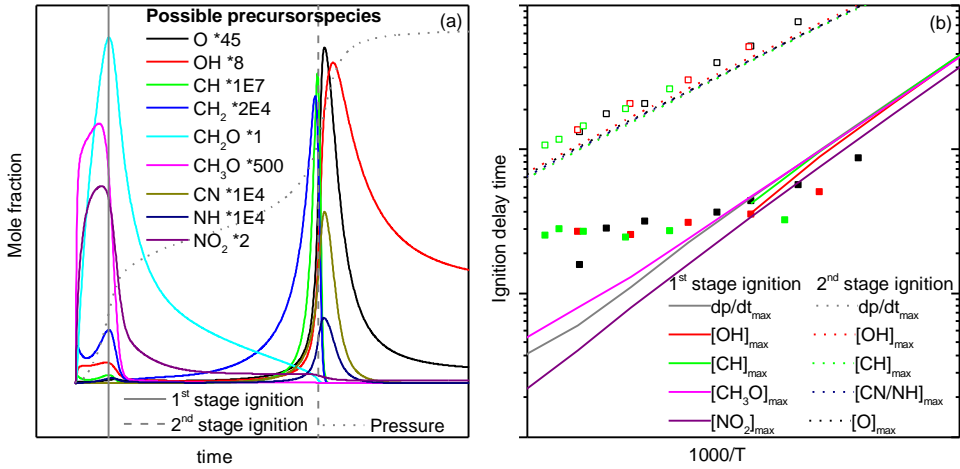 (a)
Possible precursorspecies
O *45
OH *8
CH *1E7
CH₂ *2E4
CH₂O *1
CH₃O *500
CN *1E4
NH *1E4
NO₂ *2
1ˢᵗ stage ignition
2ⁿᵈ stage ignition
Pressure
Mole fraction
time
(b)
Ignition delay time
1ˢᵗ stage ignition 2ⁿᵈ stage ignition
dp/dtₘₐₓ dp/dtₘₐₓ
[OH]ₘₐₓ [OH]ₘₐₓ
[CH]ₘₐₓ [CH]ₘₐₓ
[CH₃O]ₘₐₓ [CN/NH]ₘₐₓ
[NO₂]ₘₐₓ [O]ₘₐₓ
1000/T